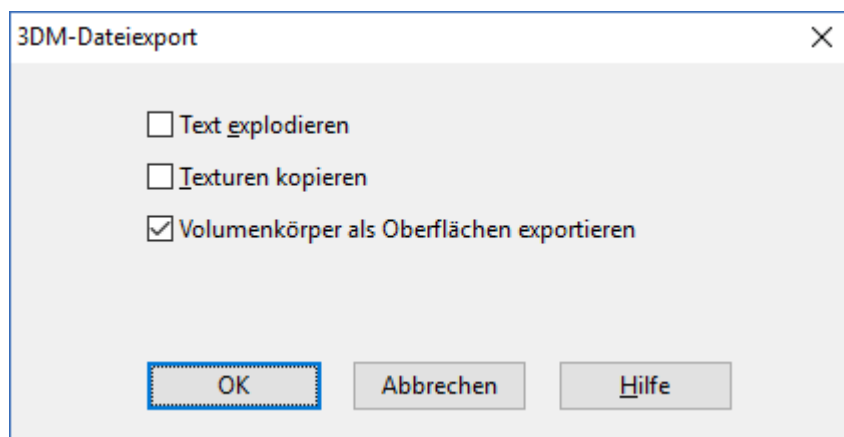 3DM-Dateiexport
Text explodieren
Texturen kopieren
Volumenkörper als Oberflächen exportieren
OK Abbrechen Hilfe